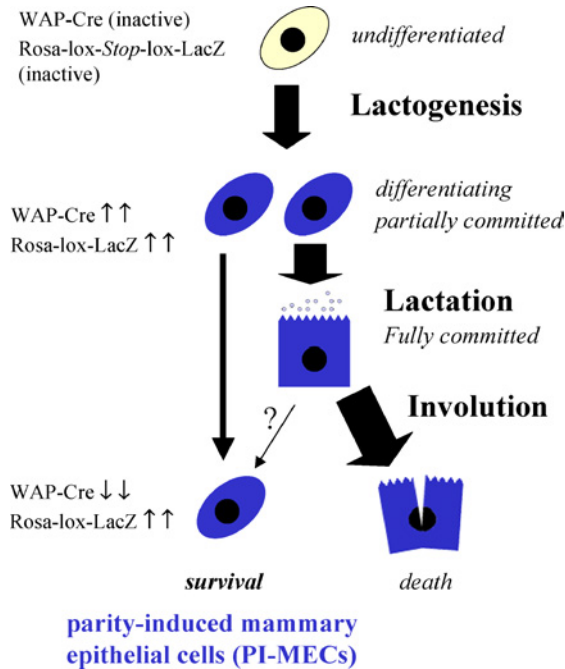 WAP-Cre (inactive)
Rosa-lox-Stop-lox-LacZ
(inactive)
undifferentiated
Lactogenesis
WAP-Cre ↑↑
Rosa-lox-LacZ ↑↑
differentiating
partially committed
Lactation
Fully committed
Involution
?
WAP-Cre ↓↓
Rosa-lox-LacZ ↑↑
survival
death
parity-induced mammary
epithelial cells (PI-MECs)